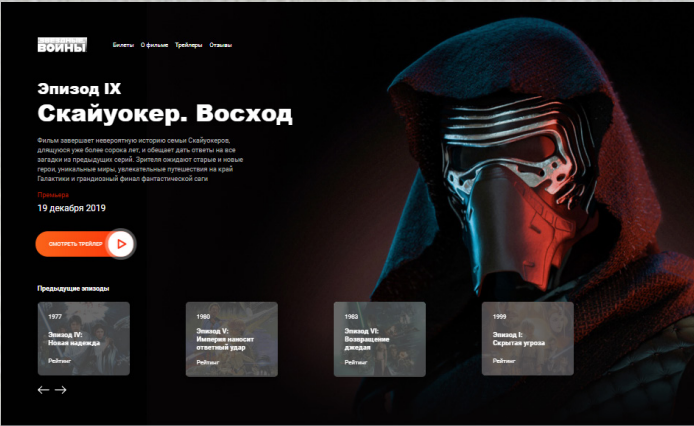 ВОИНЫ
Билеты О фильме Трейлеры Отзывы
Эпизод IX
Скайуокер. Восход
Фильм завершает невероятную историю семьи Скайуокеров,
длящуюся уже более сорока лет, и обещает дать ответы на все
загадки из предыдущих серий. Зрителя ожидают старые и новые
герои, уникальные миры, увлекательные путешествия на край
Галактики и грандиозный финал фантастической саги
Премьера
19 декабря 2019
СМОТРЕТЬ ТРЕЙЛЕР
Предыдущие эпизоды
1977
Эпизод IV:
Новая надежда
Рейтинг
1980
Эпизод V:
Империя наносит
ответный удар
Рейтинг
1983
Эпизод VI:
Возвращение
джедая
Рейтинг
1999
Эпизод I:
Скрытая угроза
Рейтинг